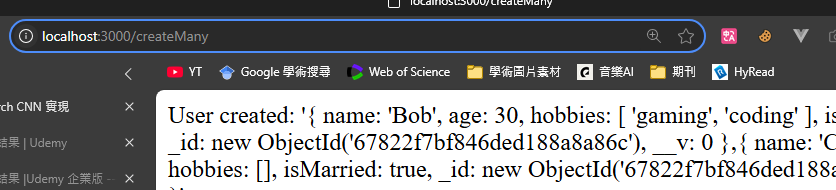 localhost:3000/createMany
localhost:3000/createMany
YT Google 學術搜尋 Web of Science 學術圖片素材 音樂AI 期刊 HyRead
rch CNN 實現
結果 | Udemy
結果 |Udemy 企業版 --
User created: '{ name: 'Bob', age: 30, hobbies: [ 'gaming', 'coding' ], is
_id: new ObjectId('67822f7bf846ded188a8a86c'), __v: 0 },{ name: 'C
hobbies: [], isMarried: true, _id: new ObjectId('67822f7bf846ded188a